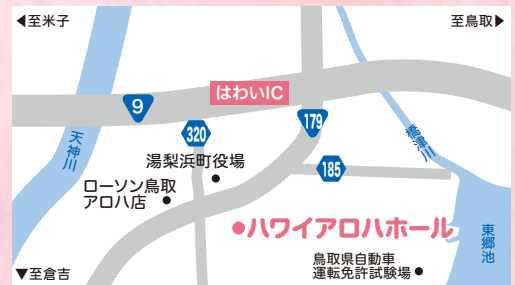 ◀至米子
至鳥取▶
はわいIC
9
179
320
天神川
橋津川
湯梨浜町役場
185
ローソン鳥取
アロハ店
●ハワイアロハホール
東郷池
鳥取県自動車
運転免許試験場●
▼至倉吉